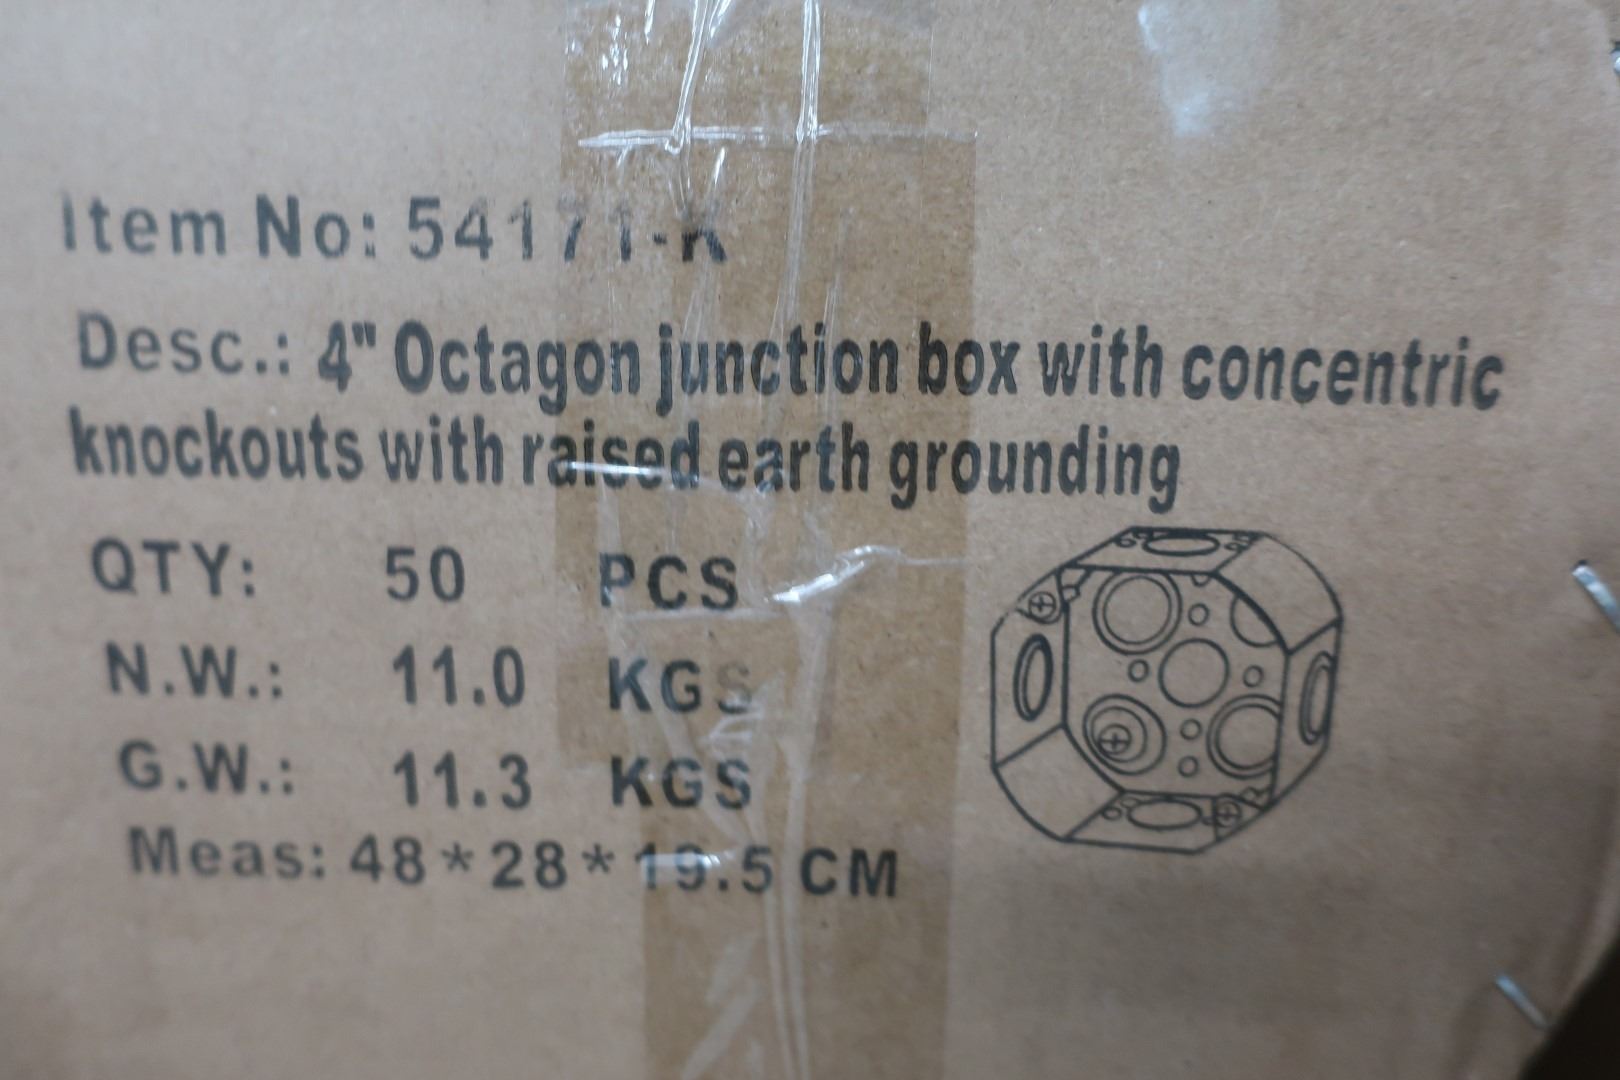 Item No: 54171-K
Desc.: 4" Octagon junction box with concentric
knockouts with raised earth grounding
QTY: 50 PCS
N.W.: 11.0 KGS
G.W.: 11.3 KGS
Meas: 48*28*19.5 CM